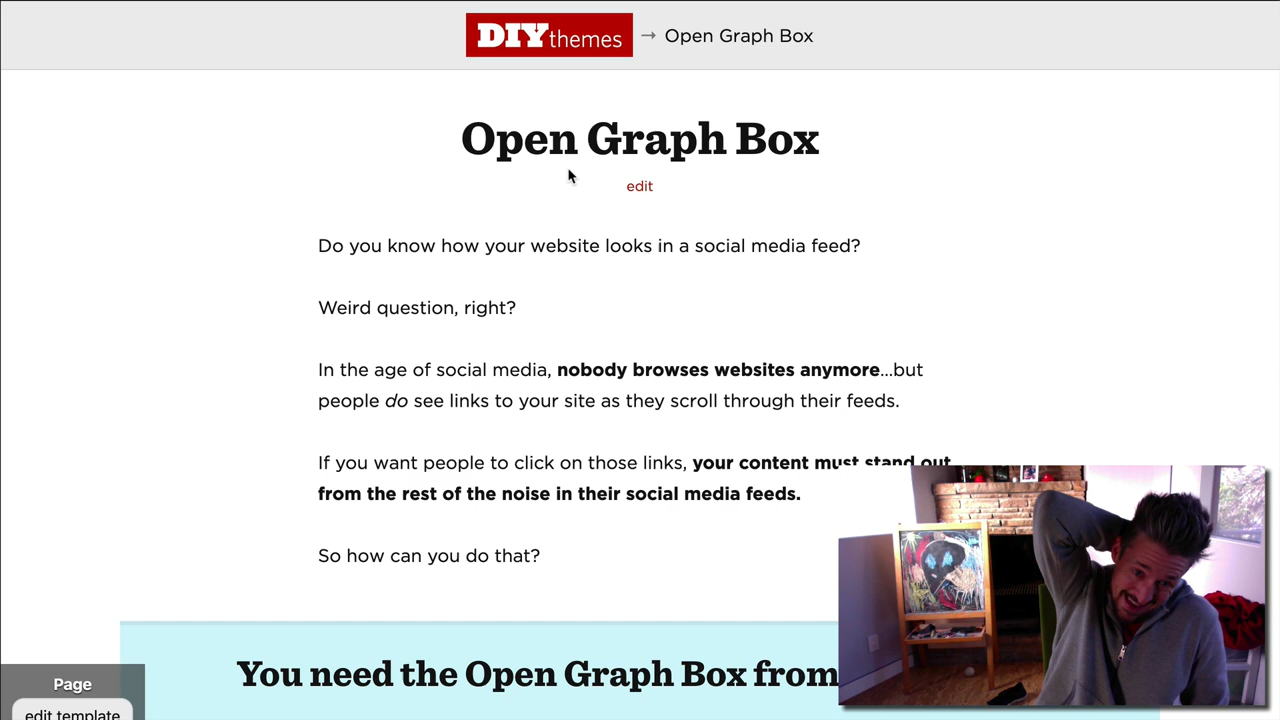 DIYthemes → Open Graph Box
Open Graph Box
edit
Do you know how your website looks in a social media feed?
Weird question, right?
In the age of social media, nobody browses websites anymore...but
people do see links to your site as they scroll through their feeds.
If you want people to click on those links, your content must stand out
from the rest of the noise in their social media feeds.
So how can you do that?
You need the Open Graph Box from
Page
edit template